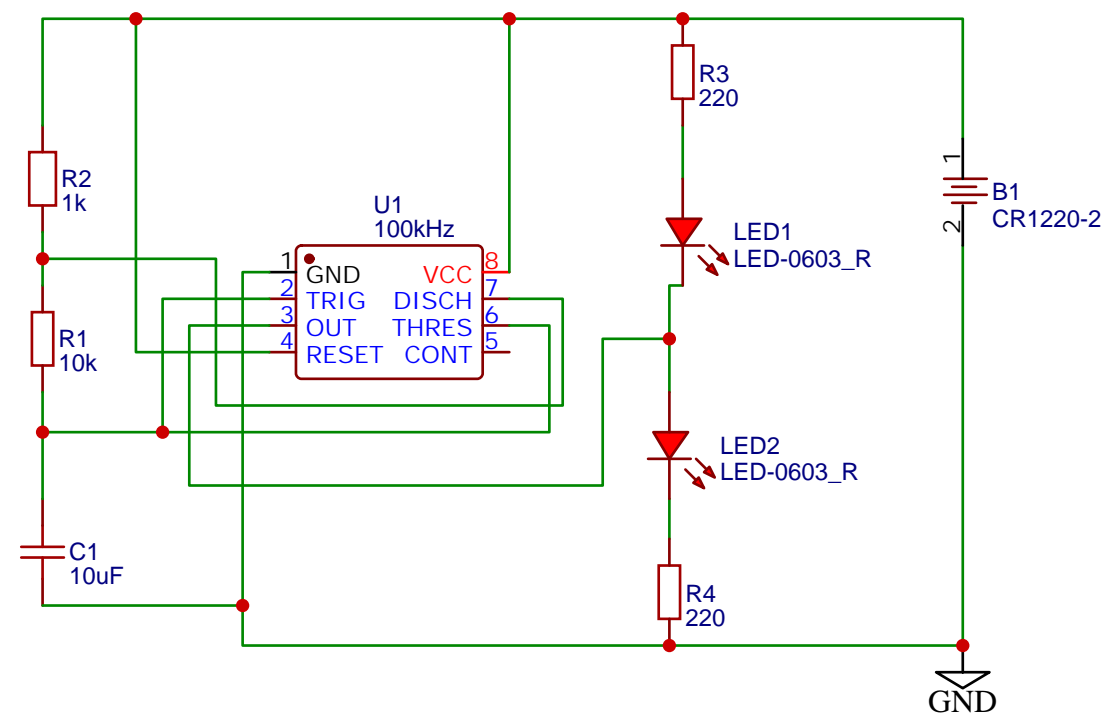 R3
220
1
B1
CR1220-2
2
R2
1k
U1
100kHz
LED1
LED-0603_R
1
GND
VCC
8
2
TRIG
DISCH
7
3
OUT
THRES
6
4
RESET
CONT
5
R1
10k
LED2
LED-0603_R
C1
10uF
R4
220
GND